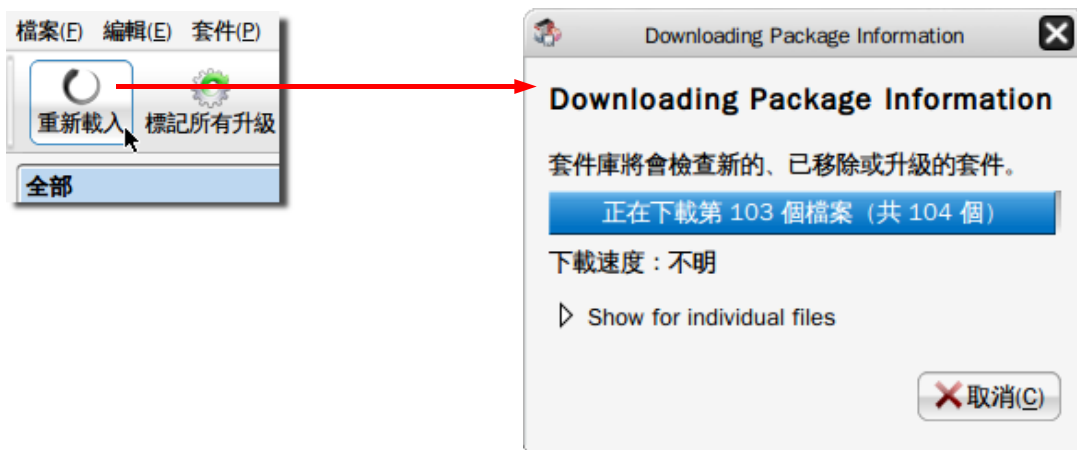 檔案(F) 編輯(E) 套件(P)
重新載入 標記所有升級
全部
Downloading Package Information
Downloading Package Information
套件庫將會檢查新的、已移除或升級的套件。
正在下載第 103 個檔案（共 104 個）
下載速度：不明
Show for individual files
取消(C)